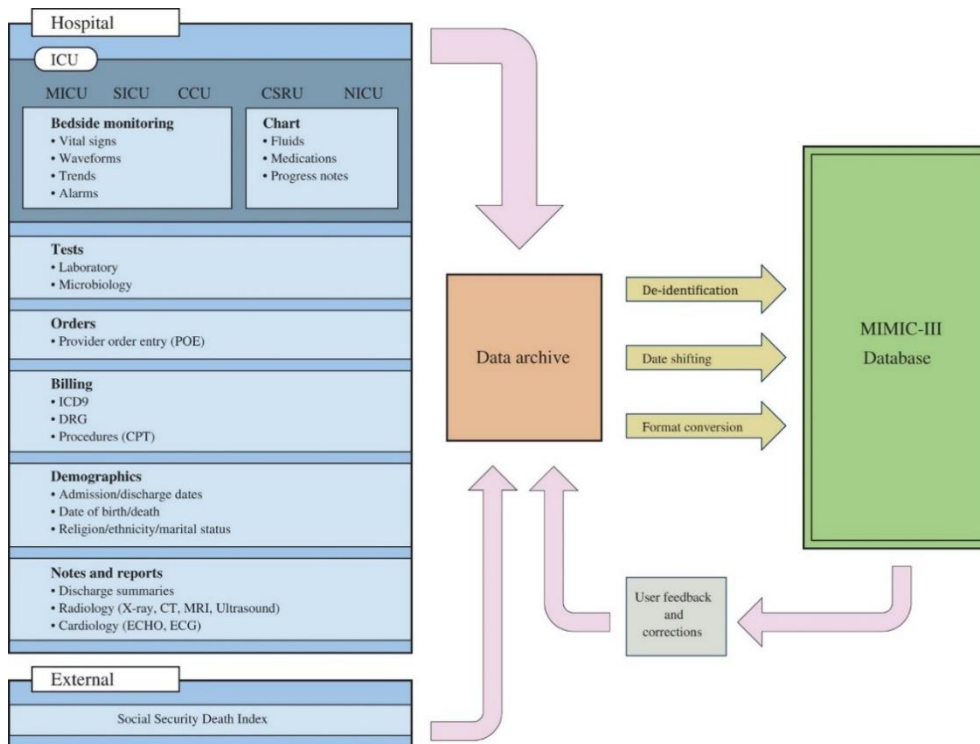 Hospital
ICU
MICU SICU CCU CSRU NICU
Bedside monitoring
• Vital signs
• Waveforms
• Trends
• Alarms
Chart
• Fluids
• Medications
• Progress notes
Tests
• Laboratory
• Microbiology
Orders
• Provider order entry (POE)
Billing
• ICD9
• DRG
• Procedures (CPT)
Demographics
• Admission/discharge dates
• Date of birth/death
• Religion/ethnicity/marital status
Notes and reports
• Discharge summaries
• Radiology (X-ray, CT, MRI, Ultrasound)
• Cardiology (ECHO, ECG)
External
Social Security Death Index
Data archive
De-identification
Date shifting
Format conversion
MIMIC-III
Database
User feedback
and
corrections